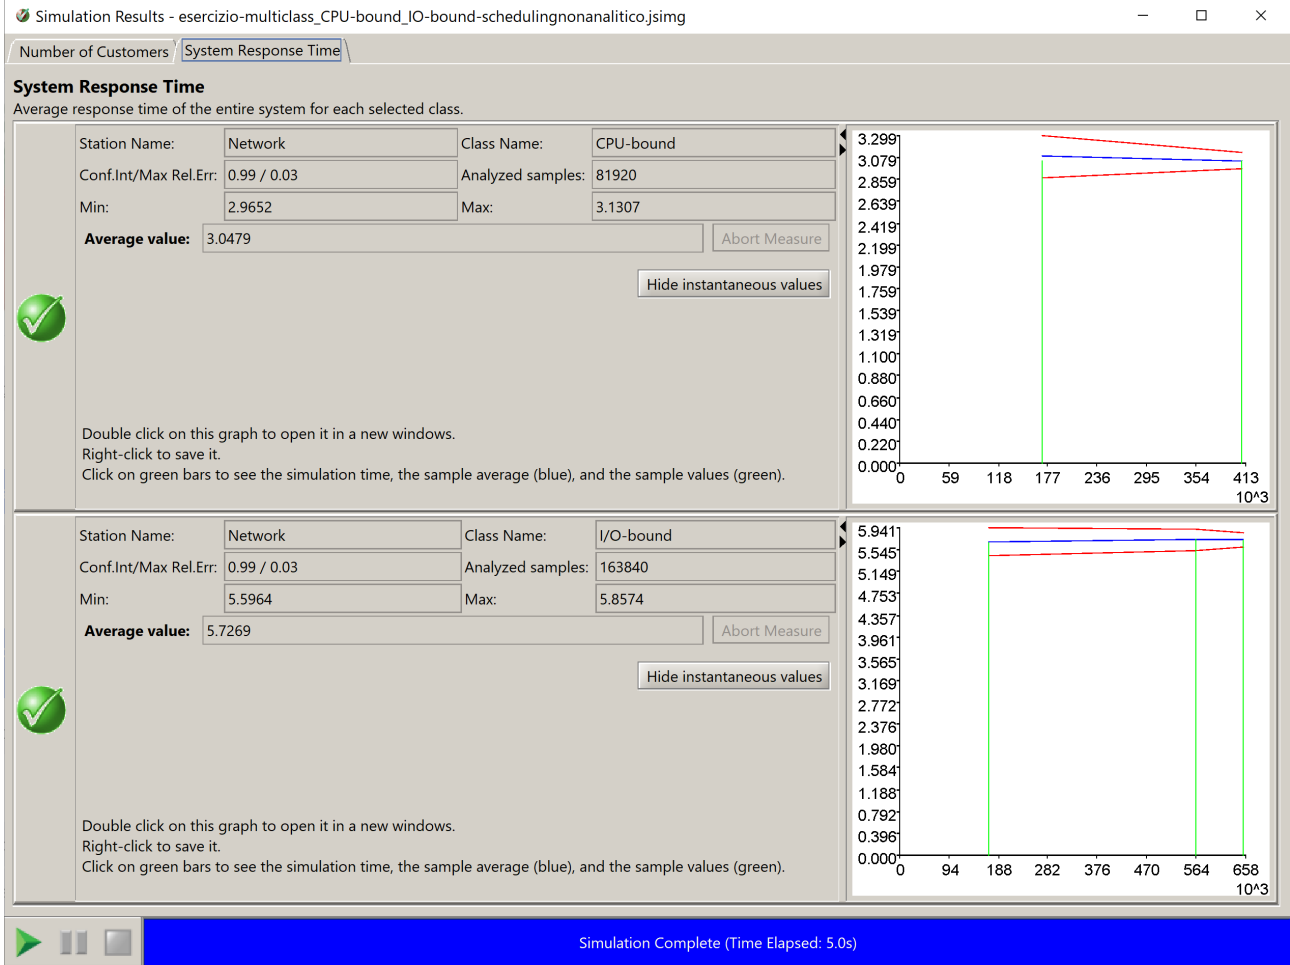 Simulation Results - esercizio-multiclass_CPU-bound_IO-bound-schedulingnonanalitico.jsimg
Number of Customers System Response Time
System Response Time
Average response time of the entire system for each selected class.
Station Name: Network Class Name: CPU-bound
Conf.Int/Max Rel.Err: 0.99 / 0.03 Analyzed samples: 81920
Min: 2.9652 Max: 3.1307
Average value: 3.0479 Abort Measure
Hide instantaneous values
Double click on this graph to open it in a new windows.
Right-click to save it.
Click on green bars to see the simulation time, the sample average (blue), and the sample values (green).
3.299
3.079
2.859
2.639
2.419
2.199
1.979
1.759
1.539
1.319
1.100
0.880
0.660
0.440
0.220
0.000
0 59 118 177 236 295 354 413
10^3
Station Name: Network Class Name: I/O-bound
Conf.Int/Max Rel.Err: 0.99 / 0.03 Analyzed samples: 163840
Min: 5.5964 Max: 5.8574
Average value: 5.7269 Abort Measure
Hide instantaneous values
Double click on this graph to open it in a new windows.
Right-click to save it.
Click on green bars to see the simulation time, the sample average (blue), and the sample values (green).
5.941
5.545
5.149
4.753
4.357
3.961
3.565
3.169
2.772
2.376
1.980
1.584
1.188
0.792
0.396
0.000
0 94 188 282 376 470 564 658
10^3
Simulation Complete (Time Elapsed: 5.0s)